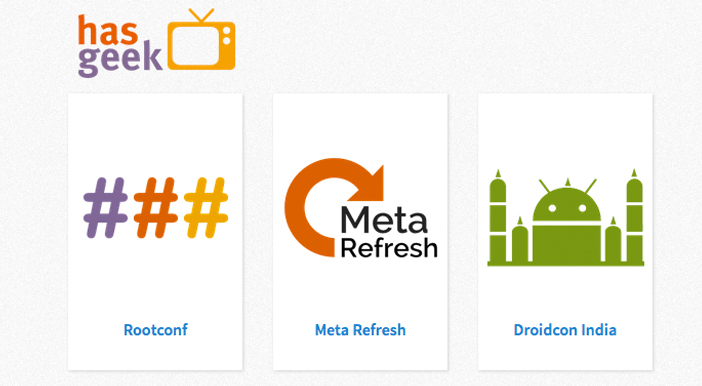 has
geek
###
Meta
Refresh
Rootconf
Meta Refresh
Droidcon India